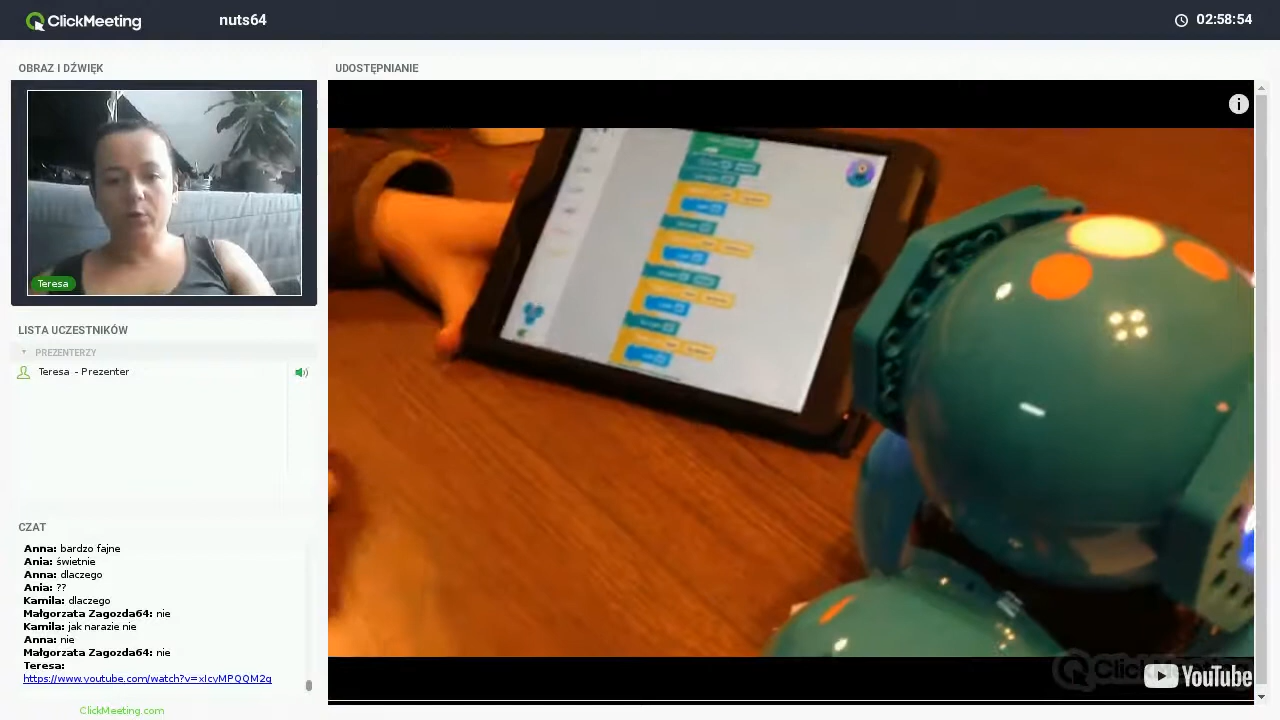 ClickMeeting
nuts64
02:58:54
OBRAZ I DŹWIĘK
UDOSTĘPNIANIE
Teresa
LISTA UCZESTNIKÓW
PREZENTERZY
Teresa - Prezenter
CZAT
Anna: bardzo fajne
Ania: świetnie
Anna: dlaczego
Ania: ??
Kamila: dlaczego
Małgorzata Zagozda64: nie
Kamila: jak narazie nie
Anna: nie
Małgorzata Zagozda64: nie
Teresa:
https://www.youtube.com/watch?v=xIcvMPQQM2g
ClickMeeting.com
ClickMeeting
YouTube